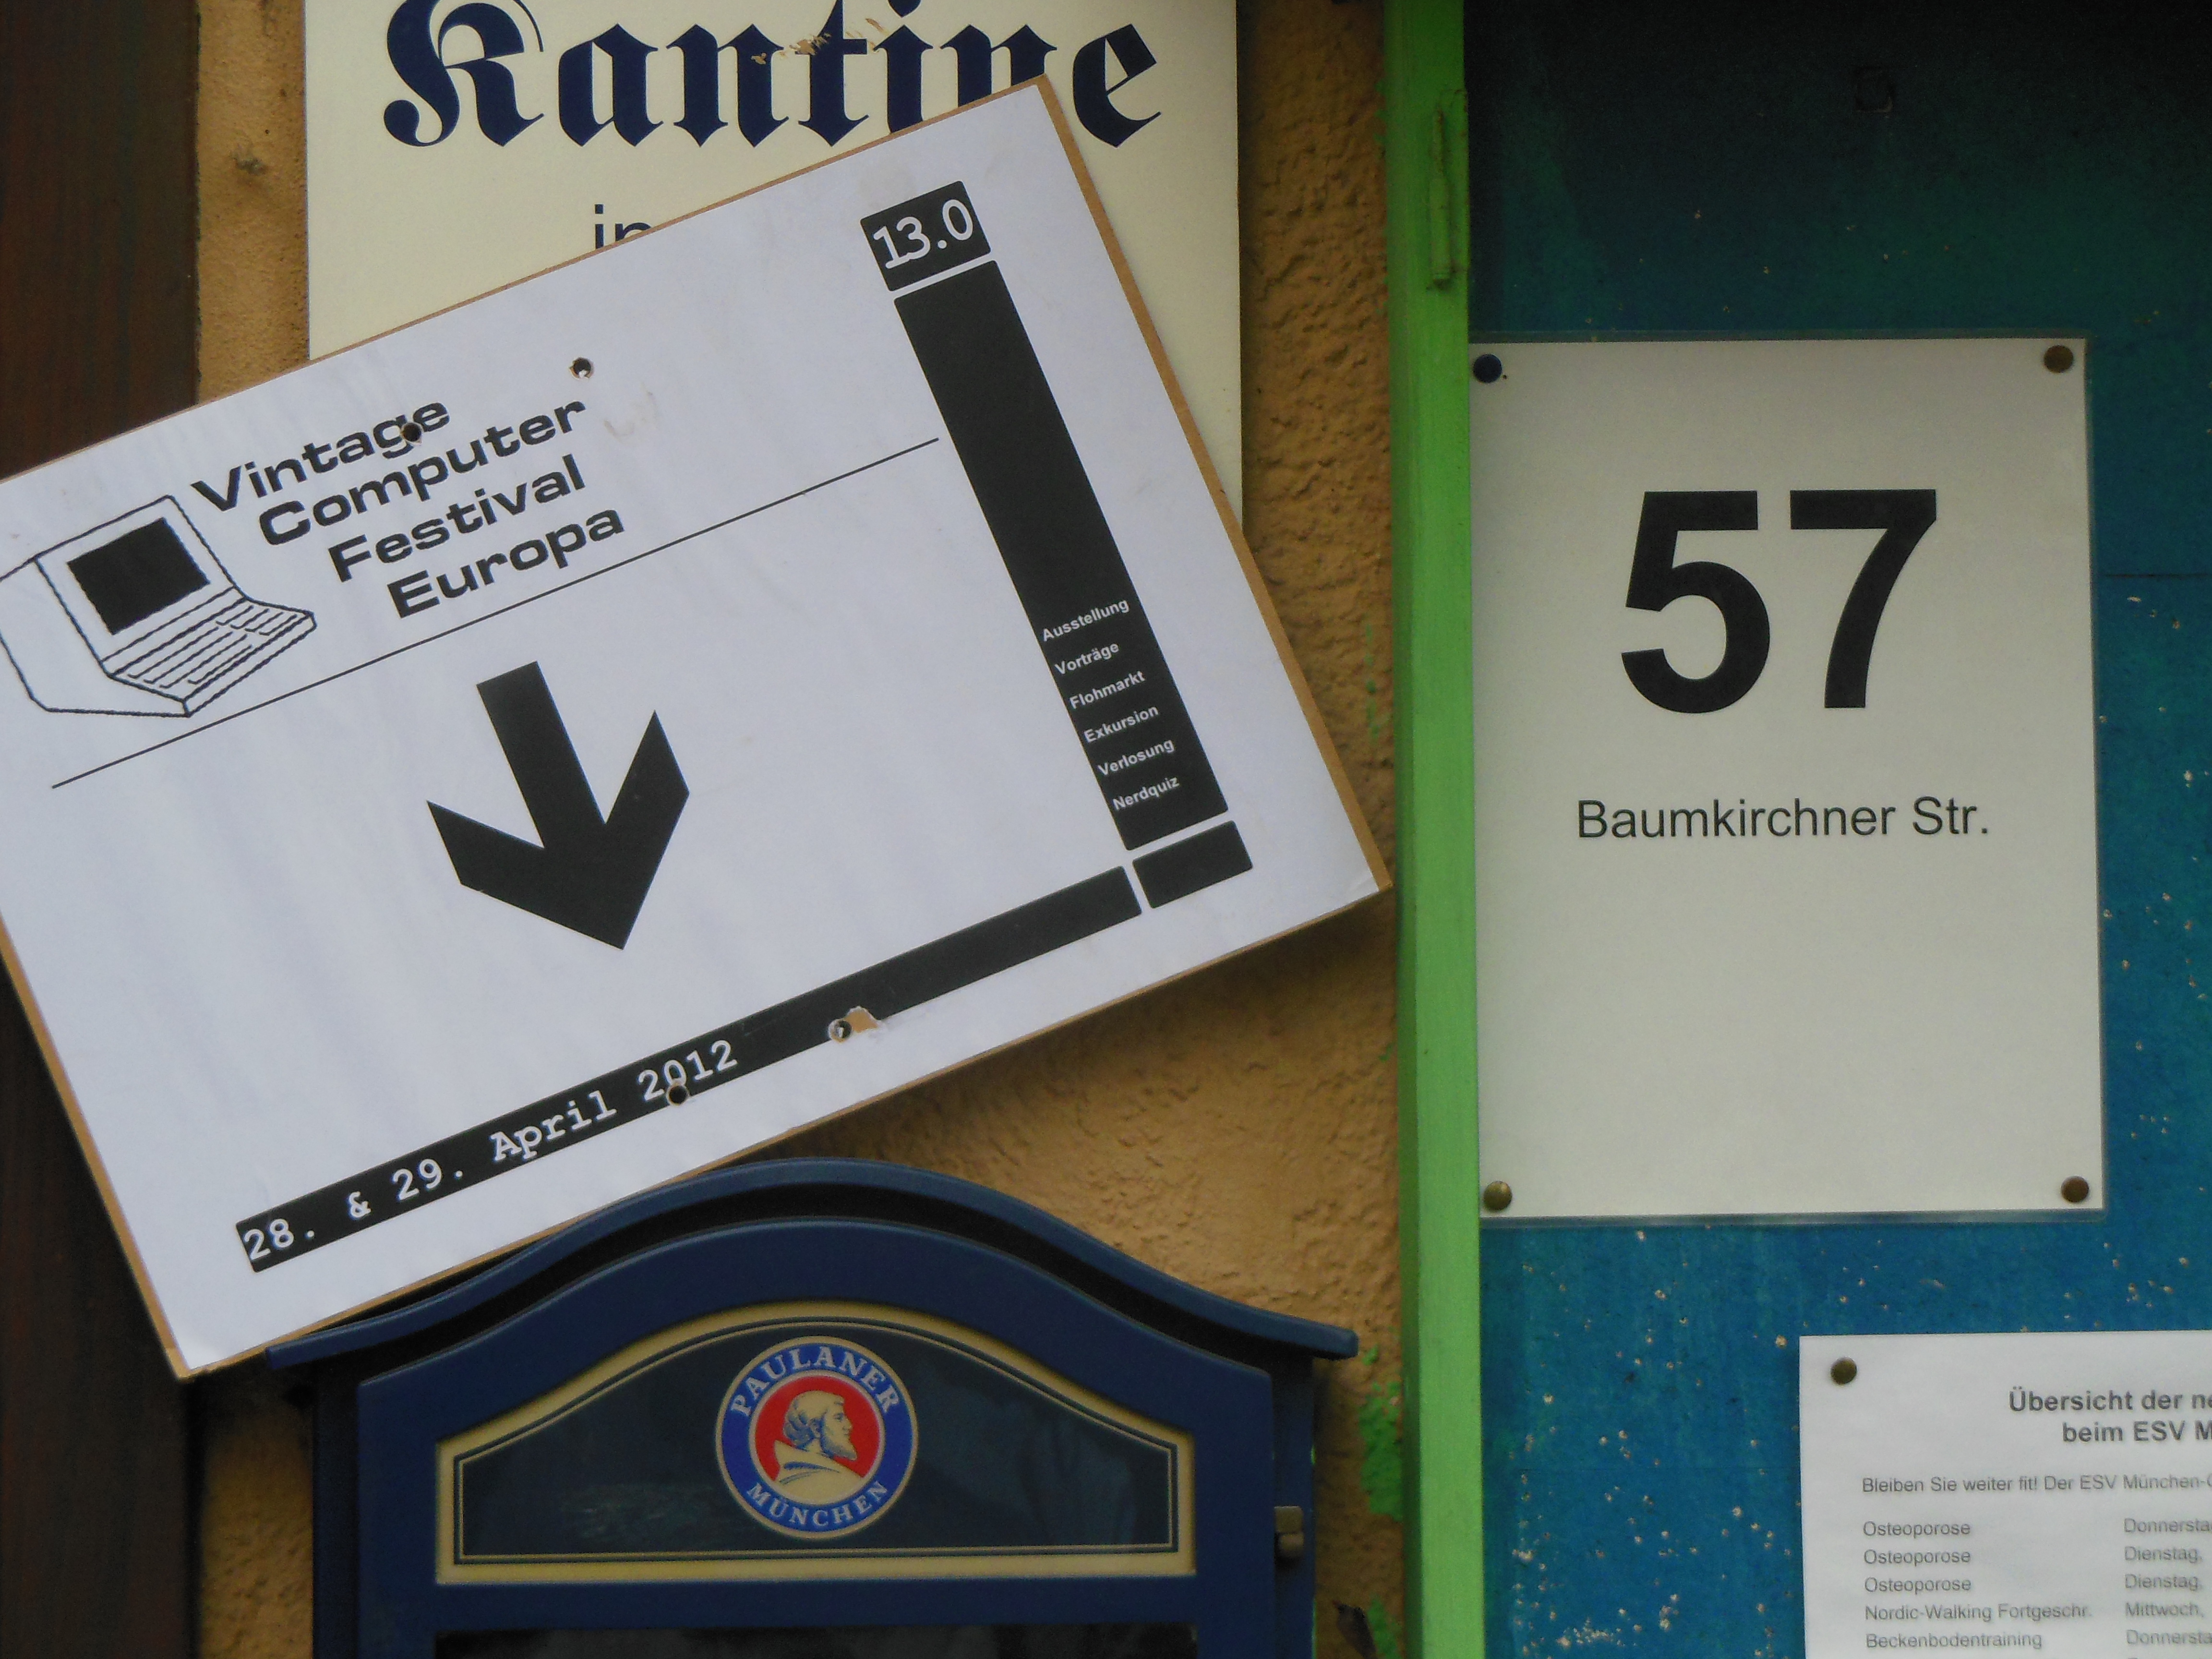 Kantine
13.0
Vintage
Computer
Festival
Europa
Ausstellung
Vorträge
Flohmarkt
Exkursion
Verlosung
Nerdquiz
28. & 29. April 2012
PAULANER
MÜNCHEN
57
Baumkirchner Str.
Übersicht der
beim ESV
Bleiben Sie weiter fit! Der ESV München-
Osteoporose
Osteoporose Dienstag,
Osteoporose Dienstag,
Nordic-Walking Fortgeschr. Mittwoch,
Beckenbodentraining